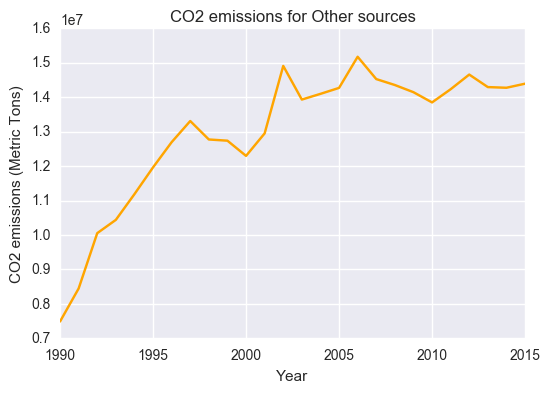 CO2 emissions for Other sources
1e7
1.6
1.5
1.4
1.3
1.2
1.1
1.0
0.9
0.8
0.7
CO2 emissions (Metric Tons)
1990 1995 2000 2005 2010 2015
Year